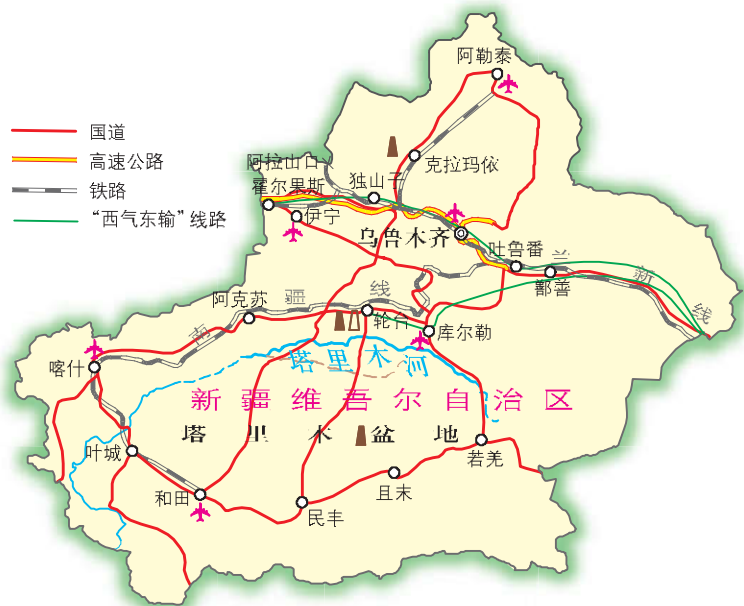 阿勒泰
国道
高速公路
铁路
“西气东输”线路
克拉玛依
阿拉山口
独山子
霍尔果斯
伊宁
乌鲁木齐
吐鲁番
鄯善
兰新线
阿克苏
南疆线
轮台
库尔勒
喀什
塔里木河
新疆维吾尔自治区
塔里木盆地
叶城
若羌
和田
且末
民丰